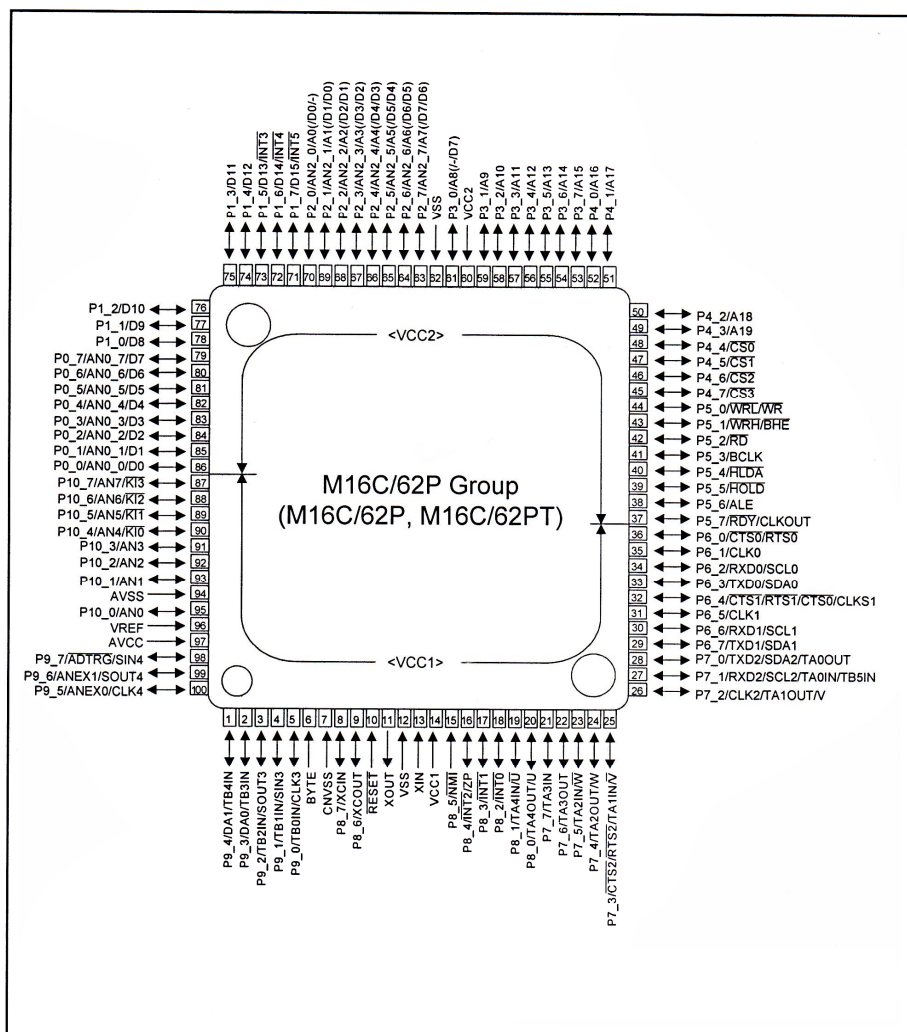 P1_3/D11
P1_4/D12
P1_5/D13/INT3
P1_6/D14/INT4
P1_7/D15/INT5
P2_0/AN2_0/A0(/D0/-)
P2_1/AN2_1/A1(/D1/D0)
P2_2/AN2_2/A2(/D2/D1)
P2_3/AN2_3/A3(/D3/D2)
P2_4/AN2_4/A4(/D4/D3)
P2_5/AN2_5/A5(/D5/D4)
P2_6/AN2_6/A6(/D6/D5)
P2_7/AN2_7/A7(/D7/D6)
VSS
P3_0/A8(/-/D7)
VCC2
P3_1/A9
P3_2/A10
P3_3/A11
P3_4/A12
P3_5/A13
P3_6/A14
P3_7/A15
P4_0/A16
P4_1/A17
75 74 73 72 71 70 69 68 67 66 65 64 63 62 61 60 59 58 57 56 55 54 53 52 51
P1_2/D10 76
P1_1/D9 77
P1_0/D8 78
P0_7/AN0_7/D7 79
P0_6/AN0_6/D6 80
P0_5/AN0_5/D5 81
P0_4/AN0_4/D4 82
P0_3/AN0_3/D3 83
P0_2/AN0_2/D2 84
P0_1/AN0_1/D1 85
P0_0/AN0_0/D0 86
P10_7/AN7/KI3 87
P10_6/AN6/KI2 88
P10_5/AN5/KI1 89
P10_4/AN4/KI0 90
P10_3/AN3 91
P10_2/AN2 92
P10_1/AN1 93
AVSS 94
P10_0/AN0 95
VREF 96
AVCC 97
P9_7/ADTRG/SIN4 98
P9_6/ANEX1/SOUT4 99
P9_5/ANEX0/CLK4 100
<VCC2>
M16C/62P Group
(M16C/62P, M16C/62PT)
<VCC1>
50 P4_2/A18
49 P4_3/A19
48 P4_4/CS0
47 P4_5/CS1
46 P4_6/CS2
45 P4_7/CS3
44 P5_0/WRL/WR
43 P5_1/WRH/BHE
42 P5_2/RD
41 P5_3/BCLK
40 P5_4/HLDA
39 P5_5/HOLD
38 P5_6/ALE
37 P5_7/RDY/CLKOUT
36 P6_0/CTS0/RTS0
35 P6_1/CLK0
34 P6_2/RXD0/SCL0
33 P6_3/TXD0/SDA0
32 P6_4/CTS1/RTS1/CTS0/CLKS1
31 P6_5/CLK1
30 P6_6/RXD1/SCL1
29 P6_7/TXD1/SDA1
28 P7_0/TXD2/SDA2/TA0OUT
27 P7_1/RXD2/SCL2/TA0IN/TB5IN
26 P7_2/CLK2/TA1OUT/V
1 2 3 4 5 6 7 8 9 10 11 12 13 14 15 16 17 18 19 20 21 22 23 24 25
P9_4/DA1/TB4IN
P9_3/DA0/TB3IN
P9_2/TB2IN/SOUT3
P9_1/TB1IN/SIN3
P9_0/TB0IN/CLK3
BYTE
CNVSS
P8_7/XCIN
P8_6/XCOUT
RESET
XOUT
VSS
XIN
VCC1
P8_5/NMI
P8_4/INT2/ZP
P8_3/INT1
P8_2/INT0
P8_1/TA4IN/U
P8_0/TA4OUT/U
P7_7/TA3IN
P7_6/TA3OUT
P7_5/TA2IN/W
P7_4/TA2OUT/W
P7_3/CTS2/RTS2/TA1IN/V